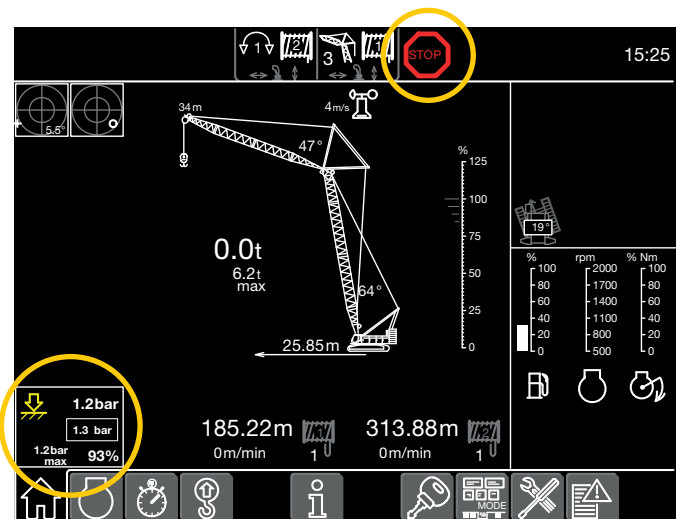 1 2 3 1 STOP 15:25
5.5°
34m
4m/s
47°
% 125
100
75
50
25
0
0.0t
6.2t
max
64°
25.85m
19°
% rpm % Nm
100 2000 100
80 1700 80
60 1400 60
40 1100 40
20 800 20
0 500 0
1.2bar
1.3 bar
1.2bar
max 93%
185.22m 1 313.88m 2
0m/min 1 0m/min 1
MODE